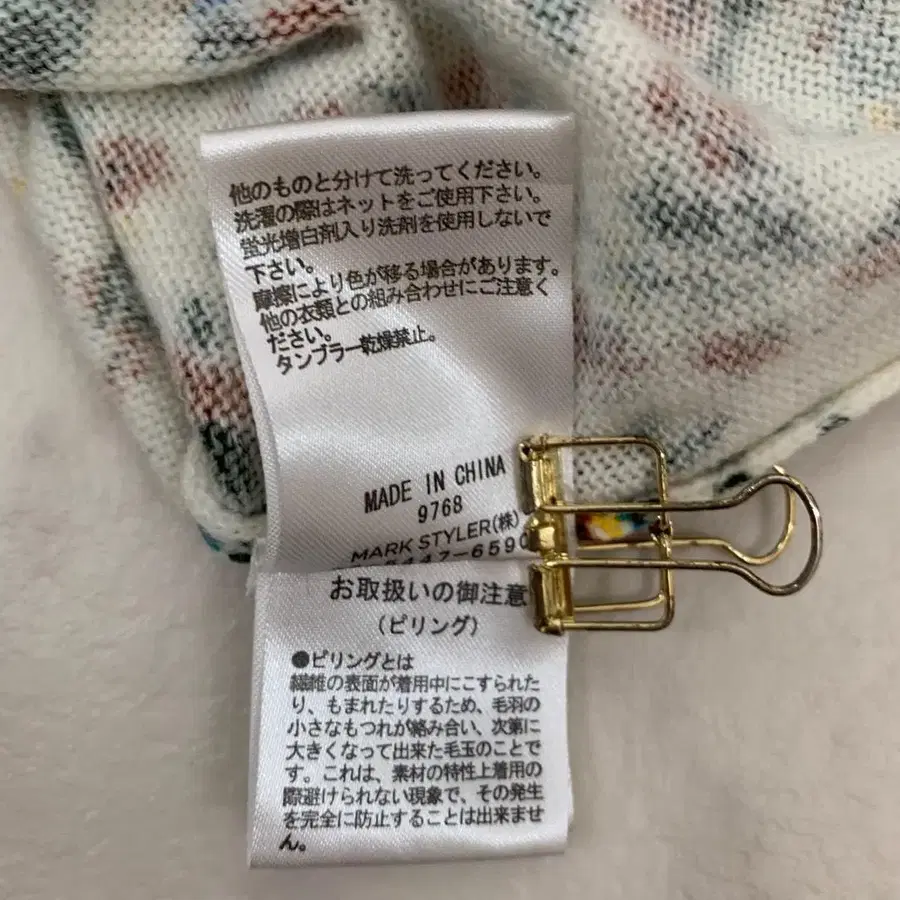 他のものと分けて洗ってください。
洗濯の際はネットをご使用下さい。
蛍光増白剤入り洗剤を使用しないで
下さい。
摩擦により色が移る場合があります。
他の衣類との組み合わせにご注意く
ださい。
タンブラー乾燥禁止。
MADE IN CHINA
9768
MARK STYLER(株)
5447-6590
お取扱いの御注意
(ピリング)
●ピリングとは
繊維の表面が着用中にこすられた
り、もまれたりするため、毛羽の
小さなもつれが絡み合い、次第に
大きくなって出来た毛玉のことで
す。これは、素材の特性上着用の
際避けられない現象で、その発生
を完全に防止することは出来ませ
ん。